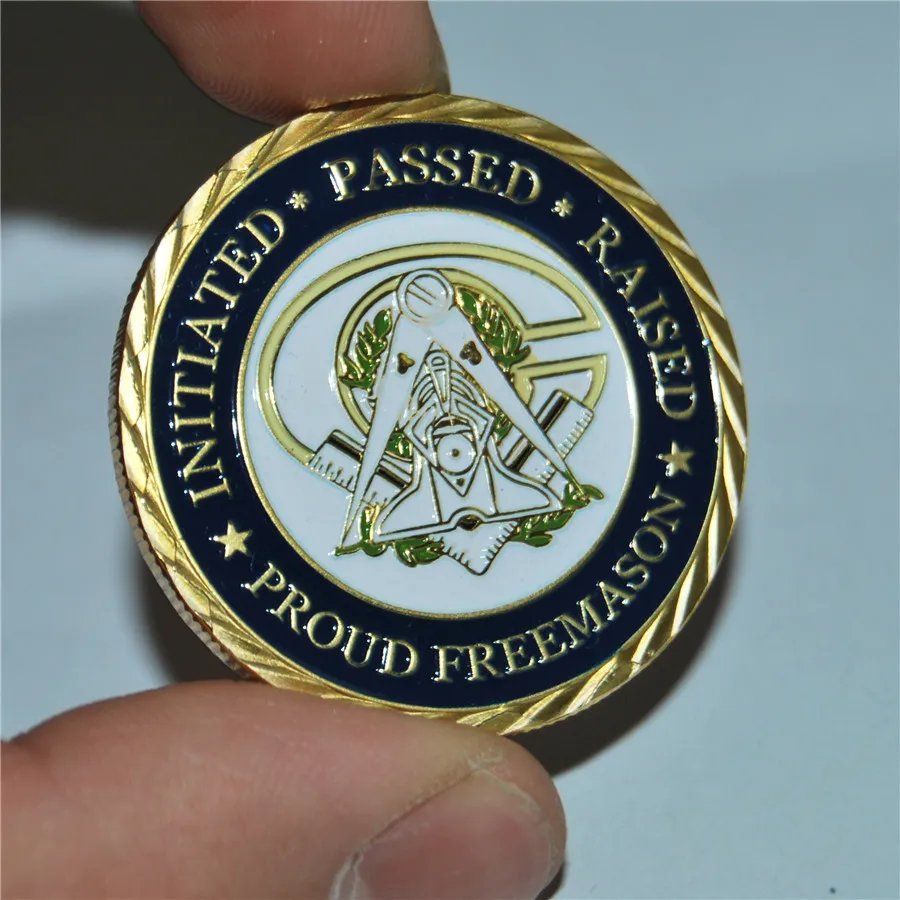 INITIATED * PASSED * RAISED
★ PROUD FREEMASON ★